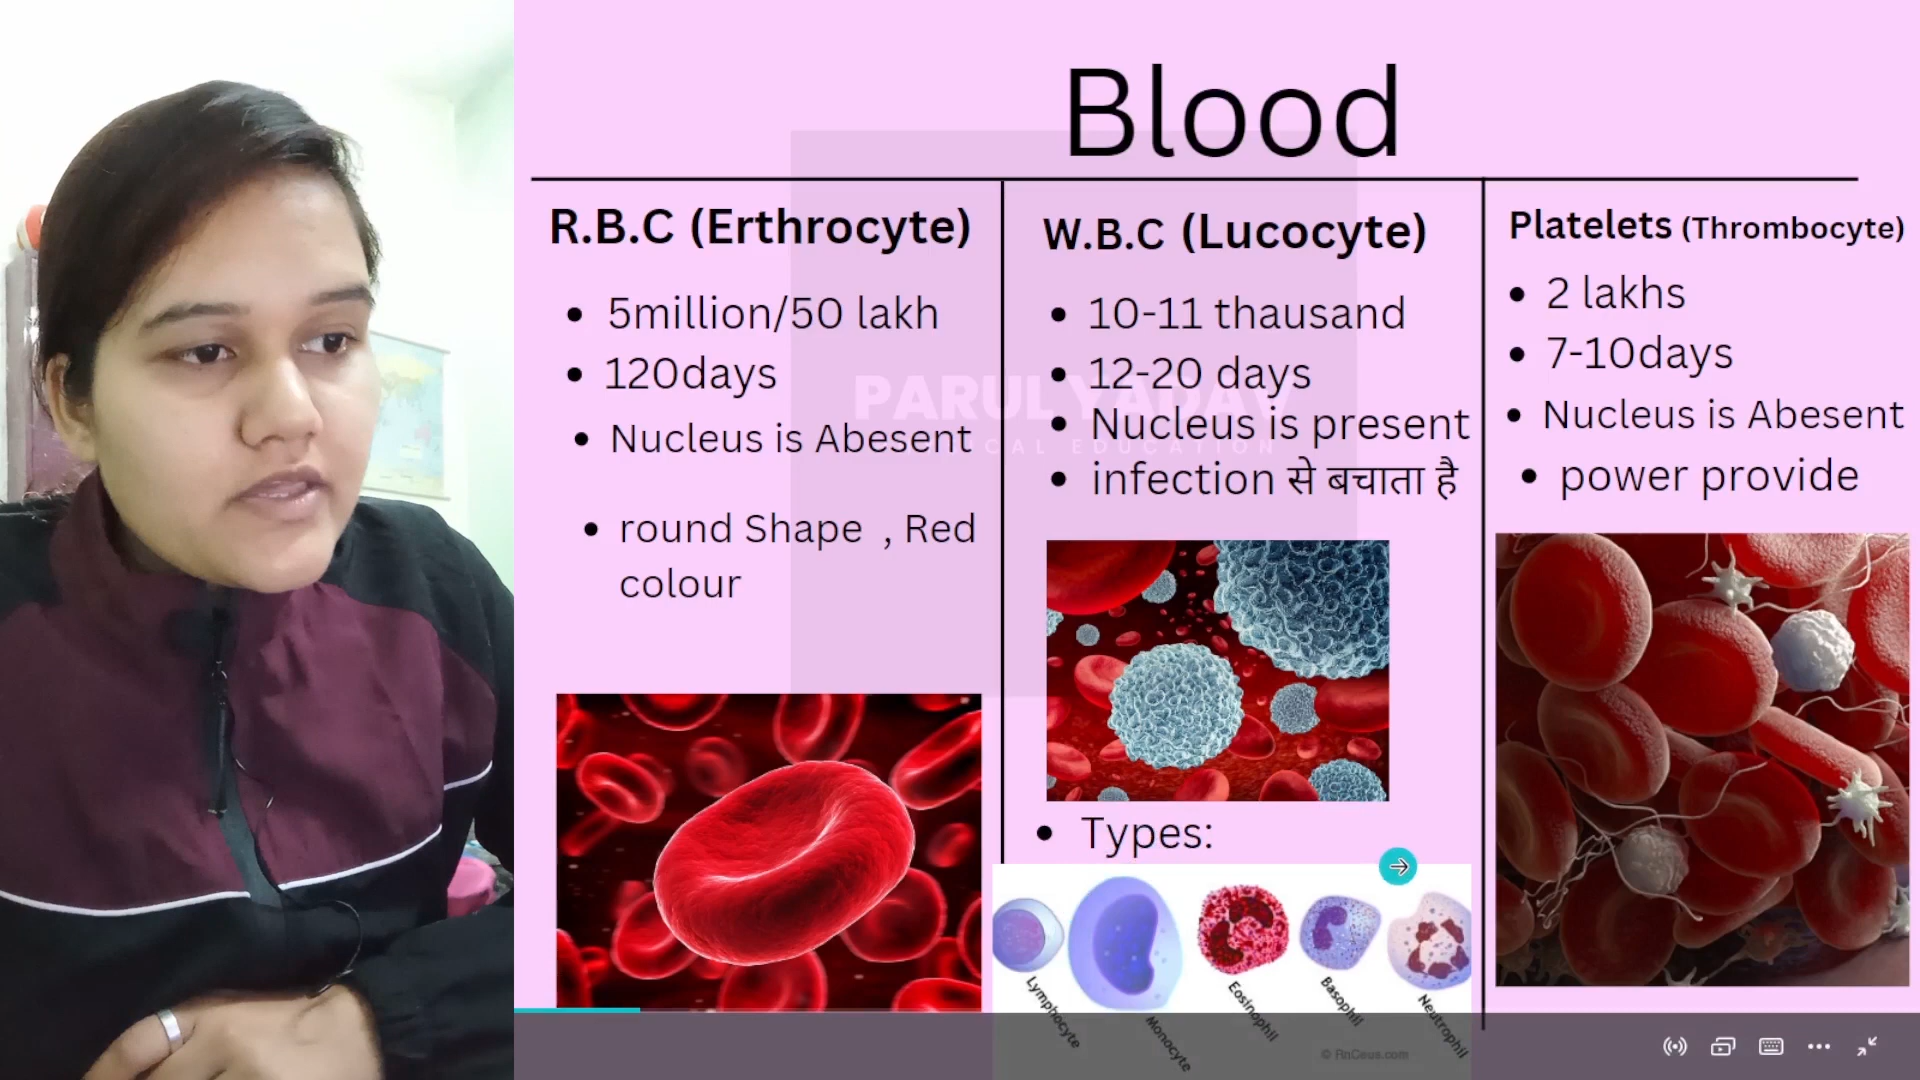 Blood
R.B.C (Erthrocyte)
5million/50 lakh
120days
Nucleus is Abesent
round Shape , Red
colour
W.B.C (Lucocyte)
10-11 thausand
12-20 days
Nucleus is present
infection से बचाता है
Types:
Lymphocyte
Monocyte
Eosinophil
Basophil
Neutrophil
Platelets (Thrombocyte)
2 lakhs
7-10days
Nucleus is Abesent
power provide
PARUL YADAV
ICAL EDUCATION